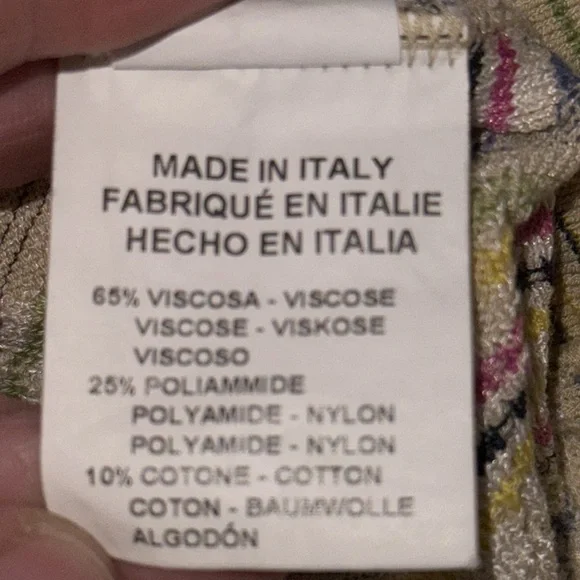 MADE IN ITALY
FABRIQUÉ EN ITALIE
HECHO EN ITALIA
65% VISCOSA - VISCOSE
VISCOSE - VISKOSE
VISCOSO
25% POLIAMMIDE
POLYAMIDE - NYLON
POLYAMIDE - NYLON
10% COTONE - COTTON
COTON - BAUMWOLLE
ALGODÓN